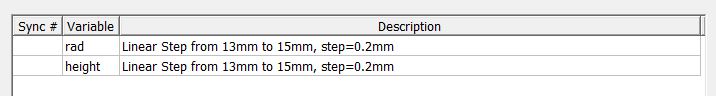 Sync # Variable Description
rad Linear Step from 13mm to 15mm, step=0.2mm
height Linear Step from 13mm to 15mm, step=0.2mm